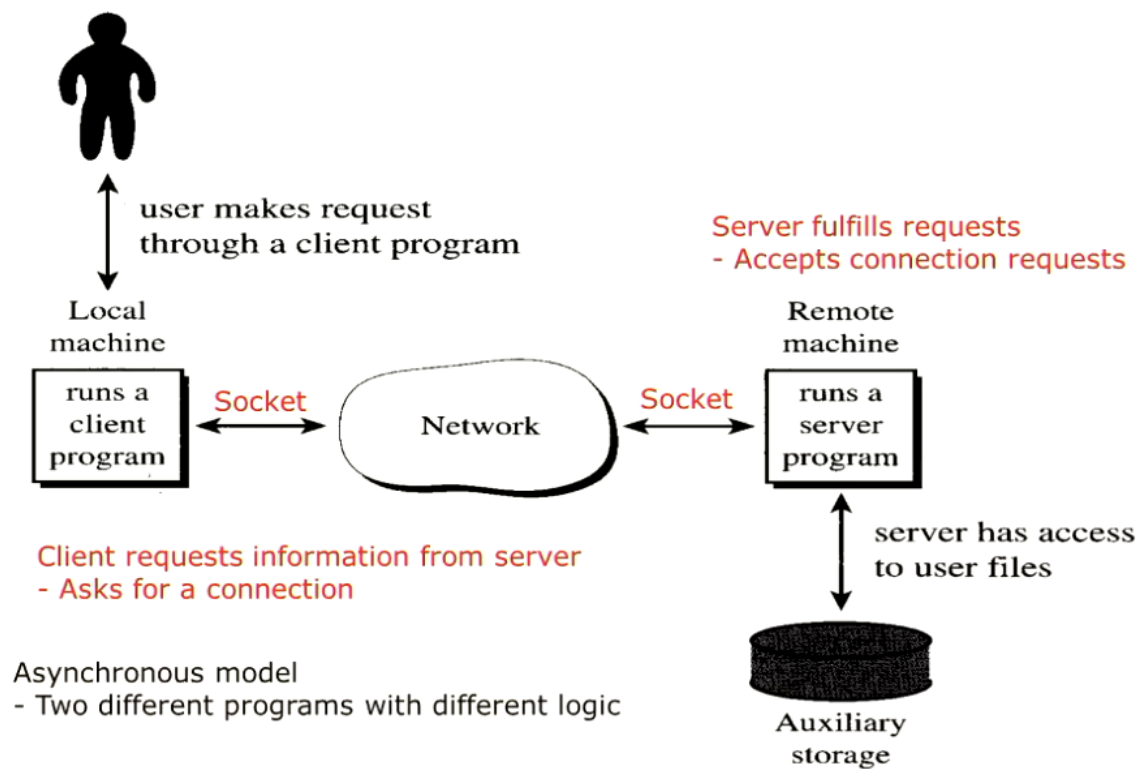 user makes request
through a client program
Server fulfills requests
- Accepts connection requests
Local
machine
Remote
machine
runs a
client
program
Socket
Network
Socket
runs a
server
program
Client requests information from server
- Asks for a connection
server has access
to user files
Asynchronous model
- Two different programs with different logic
Auxiliary
storage